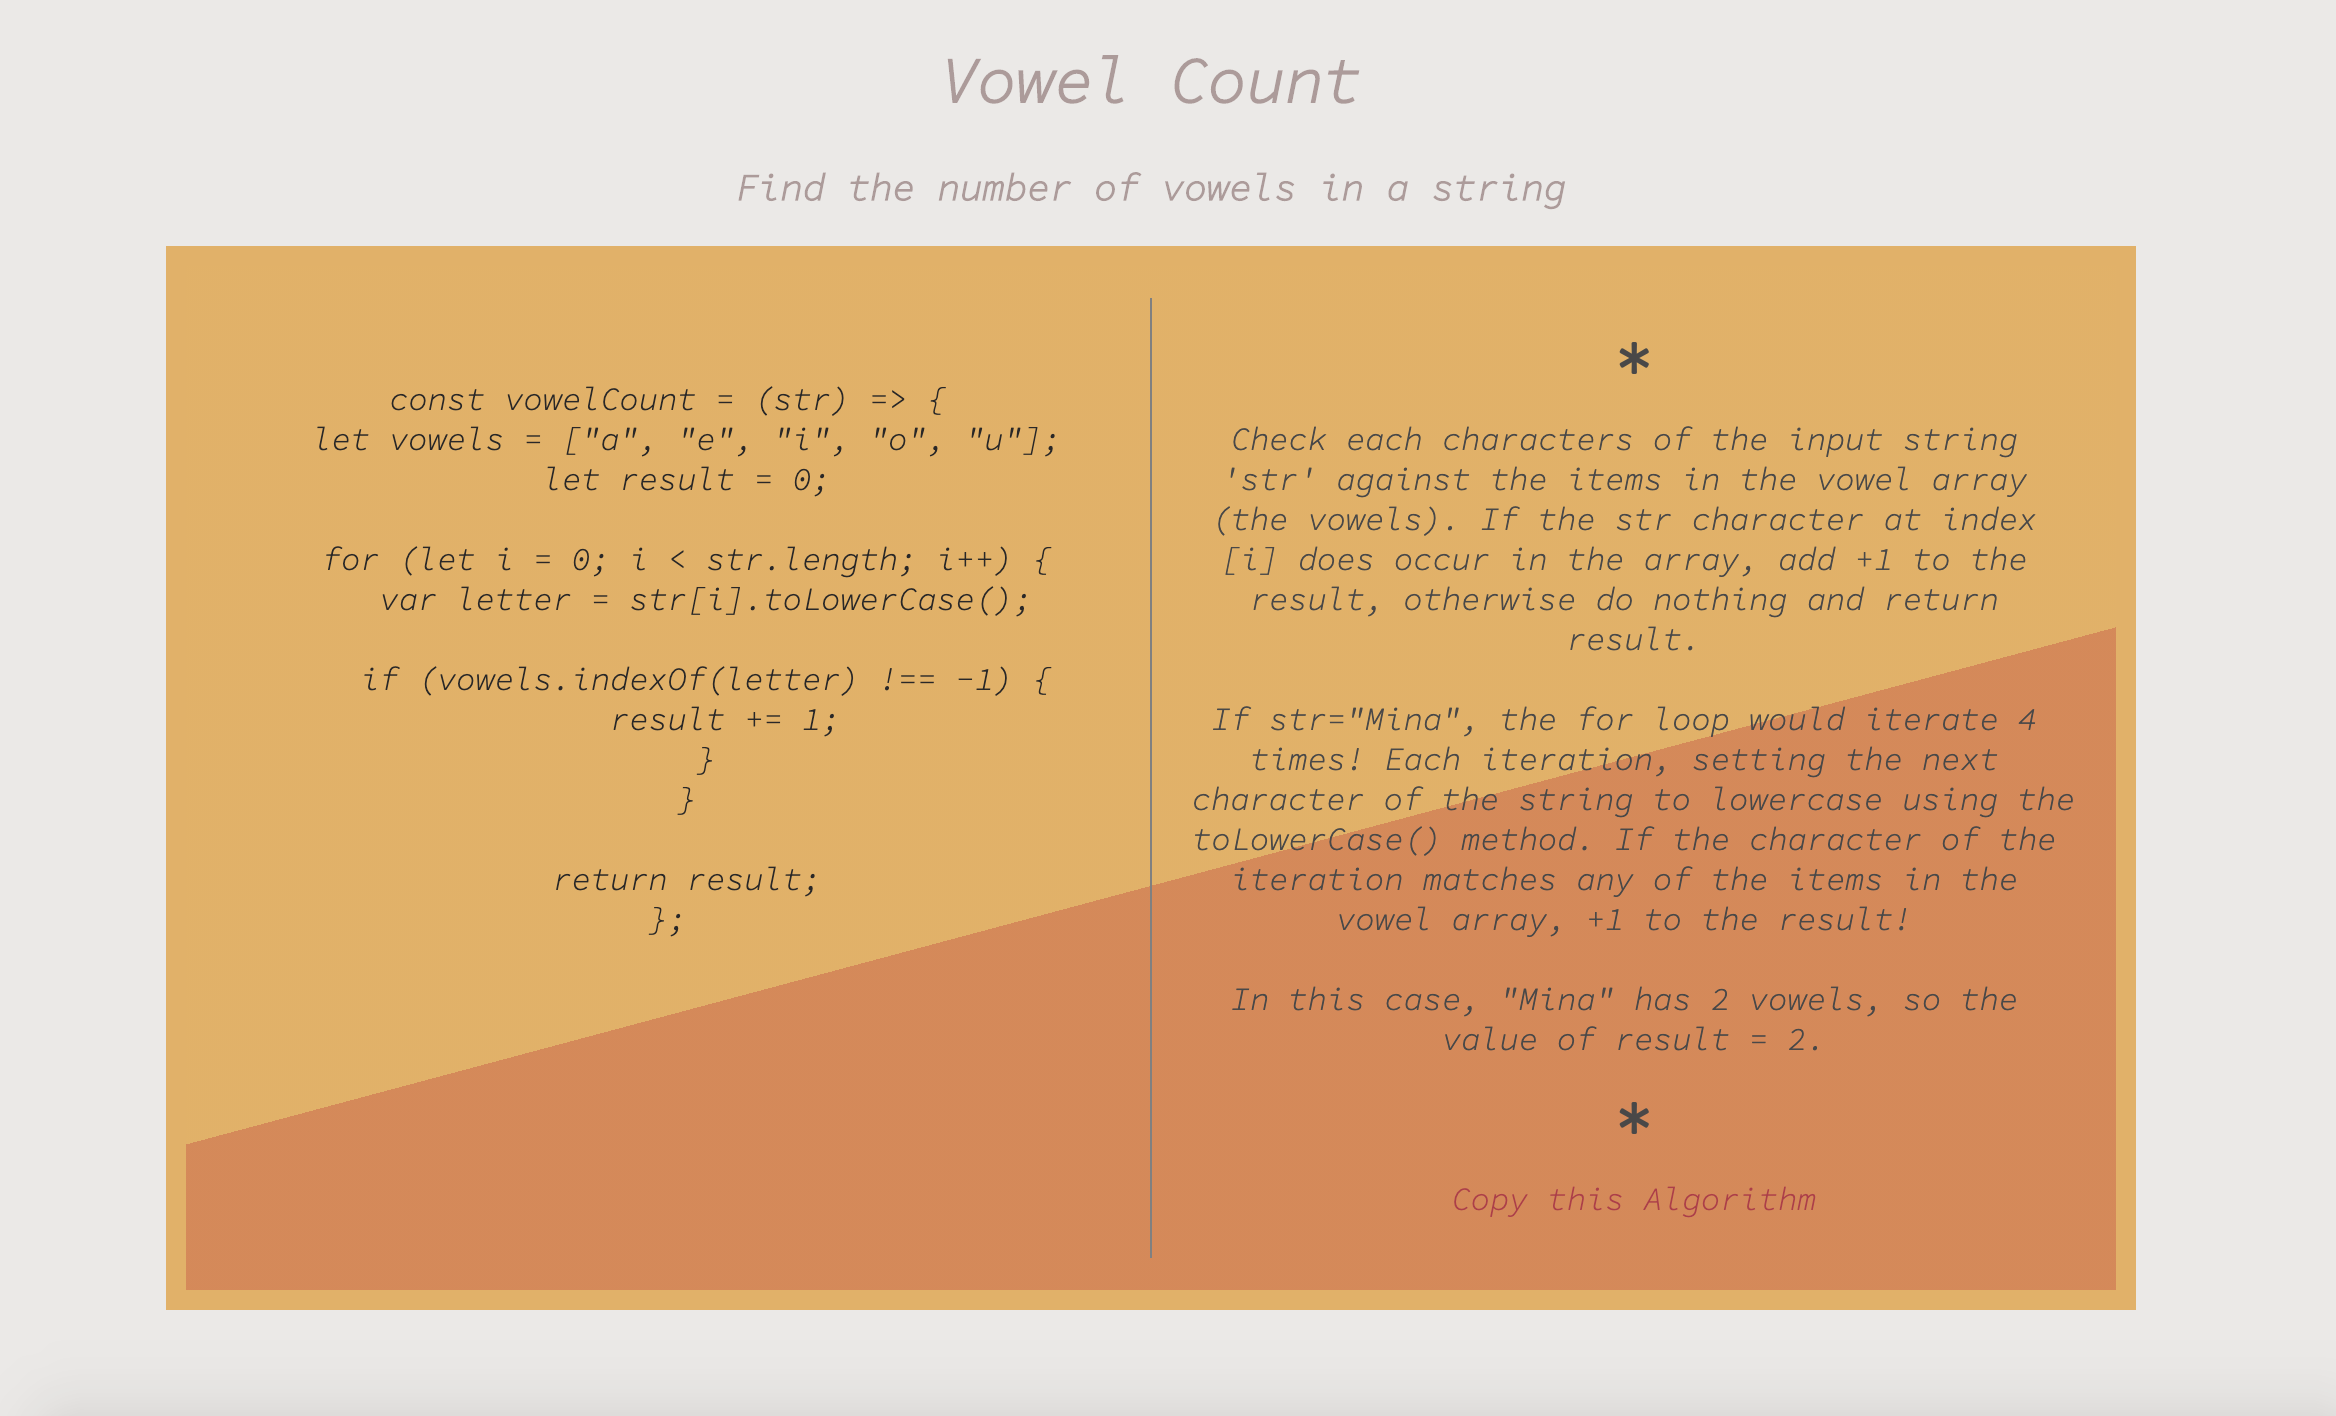 Vowel Count
Find the number of vowels in a string
const vowelCount = (str) => {
let vowels = ["a", "e", "i", "o", "u"];
let result = 0;
for (let i = 0; i < str.length; i++) {
var letter = str[i].toLowerCase();
if (vowels.indexOf(letter) !== -1) {
result += 1;
}
}
return result;
};
*
Check each characters of the input string
'str' against the items in the vowel array
(the vowels). If the str character at index
[i] does occur in the array, add +1 to the
result, otherwise do nothing and return
result.
If str="Mina", the for loop would iterate 4
times! Each iteration, setting the next
character of the string to lowercase using the
toLowerCase() method. If the character of the
iteration matches any of the items in the
vowel array, +1 to the result!
In this case, "Mina" has 2 vowels, so the
value of result = 2.
*
Copy this Algorithm